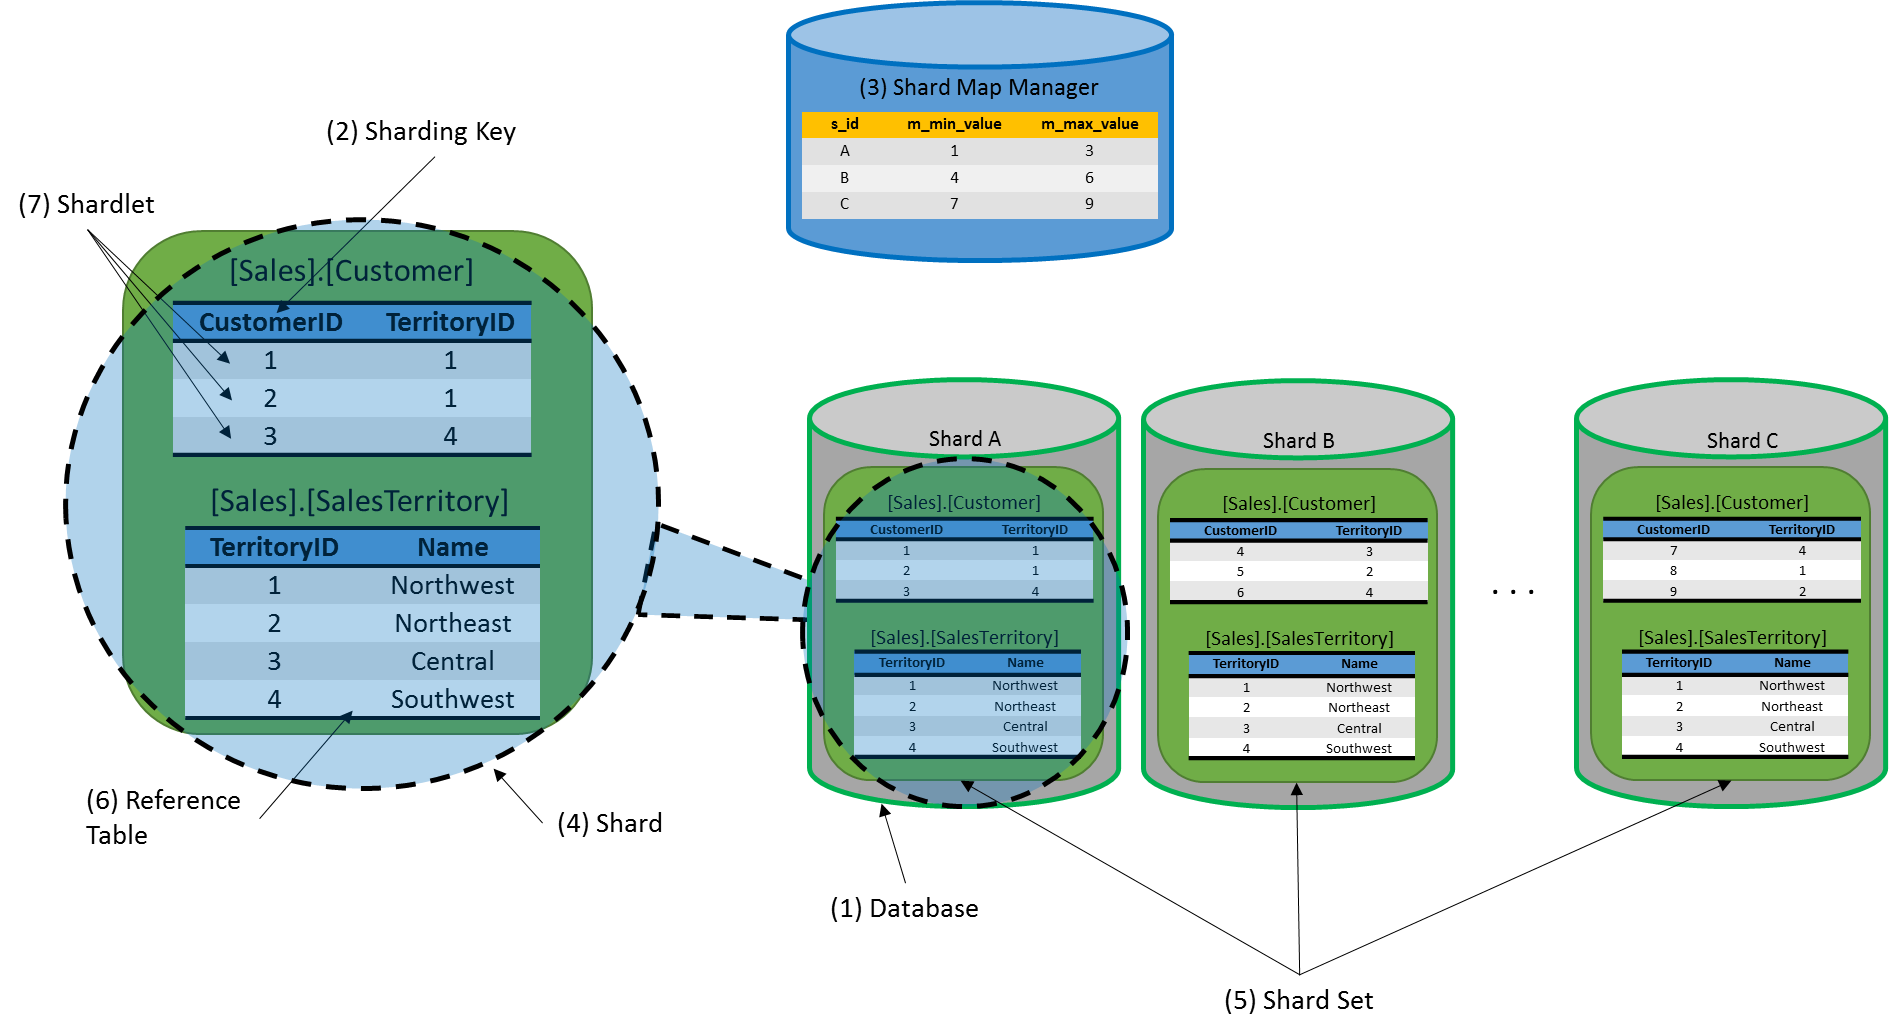 (3) Shard Map Manager
s_id m_min_value m_max_value
A 1 3
B 4 6
C 7 9
(2) Sharding Key
(7) Shardlet
[Sales].[Customer]
CustomerID TerritoryID
1 1
2 1
3 4
[Sales].[SalesTerritory]
TerritoryID Name
1 Northwest
2 Northeast
3 Central
4 Southwest
(6) Reference
Table
(4) Shard
Shard A
[Sales].[Customer]
CustomerID TerritoryID
1 1
2 1
3 4
[Sales].[SalesTerritory]
TerritoryID Name
1 Northwest
2 Northeast
3 Central
4 Southwest
Shard B
[Sales].[Customer]
CustomerID TerritoryID
4 3
5 2
6 4
[Sales].[SalesTerritory]
TerritoryID Name
1 Northwest
2 Northeast
3 Central
4 Southwest
. . .
Shard C
[Sales].[Customer]
CustomerID TerritoryID
7 4
8 1
9 2
[Sales].[SalesTerritory]
TerritoryID Name
1 Northwest
2 Northeast
3 Central
4 Southwest
(1) Database
(5) Shard Set